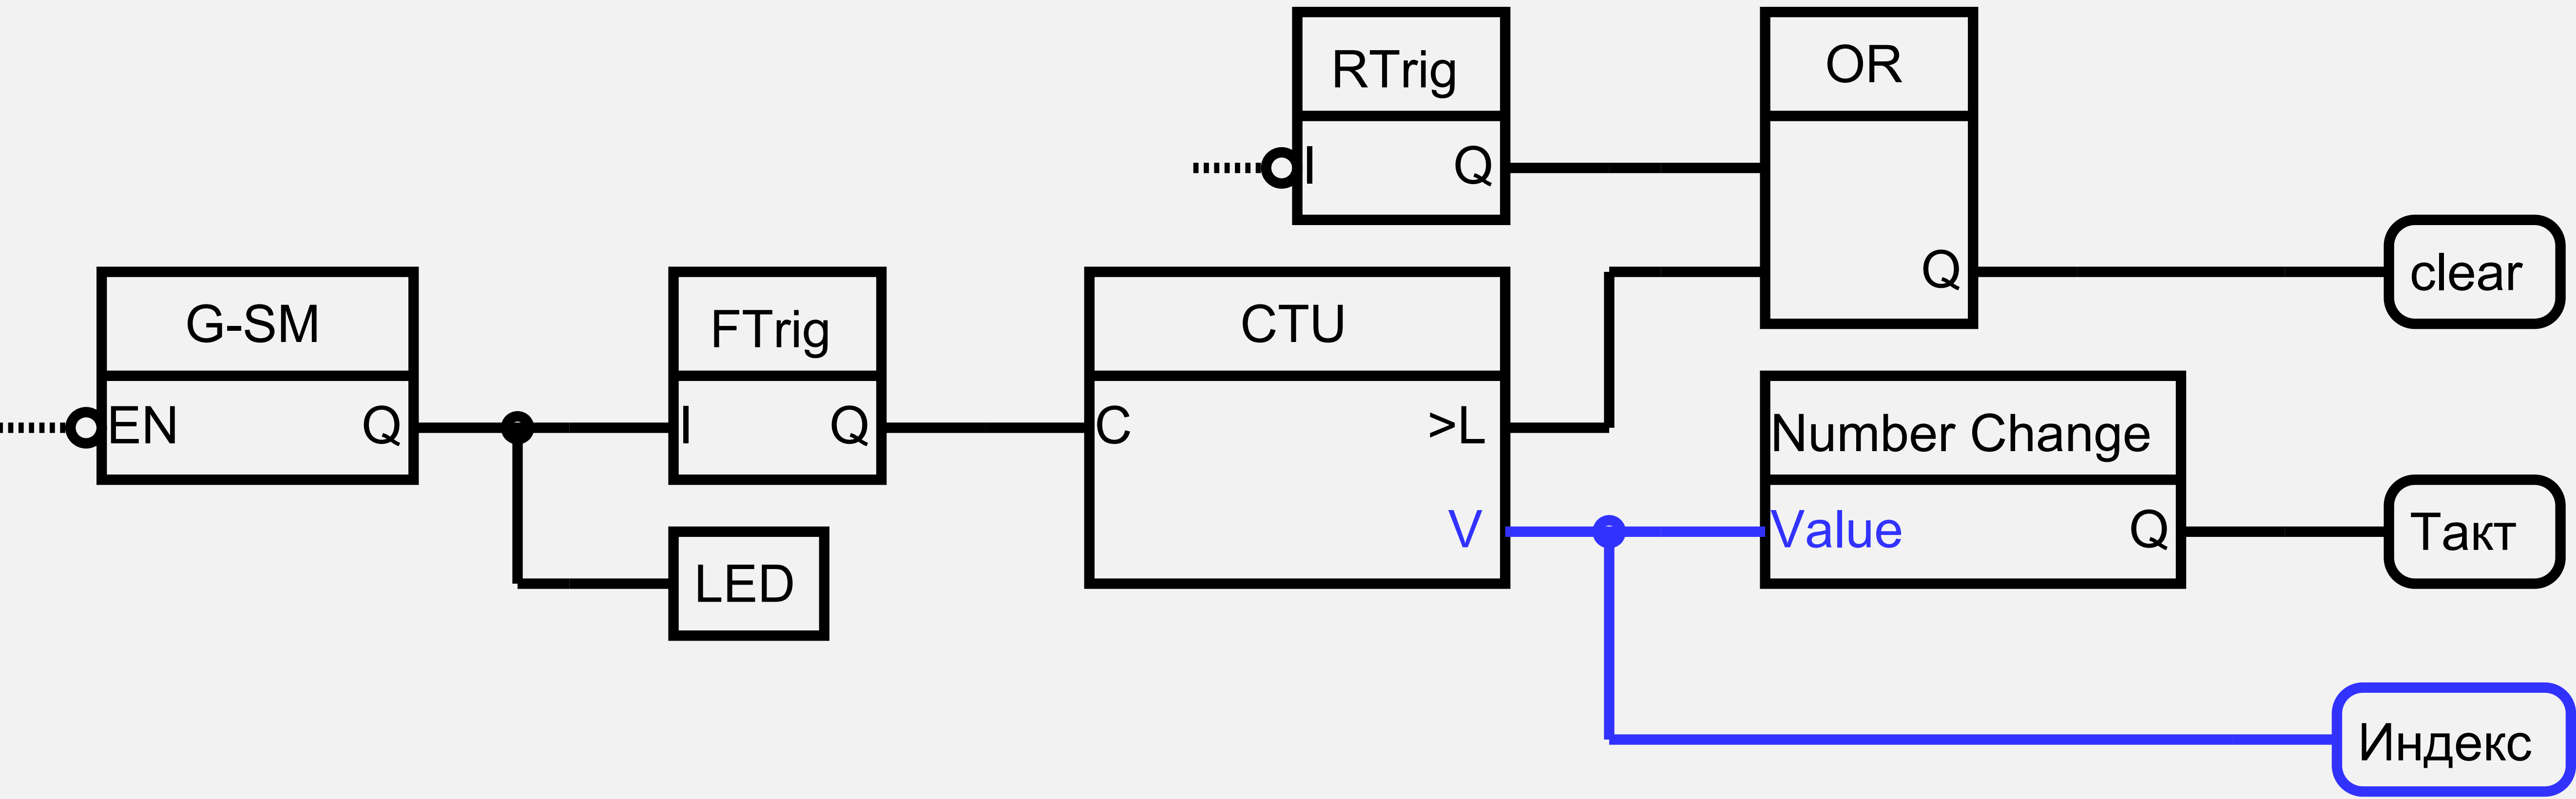 RTrig
OR
I Q
Q
clear
G-SM
FTrig
CTU
EN Q
I Q
C >L
Number Change
V
Value Q
Такт
LED
Индекс